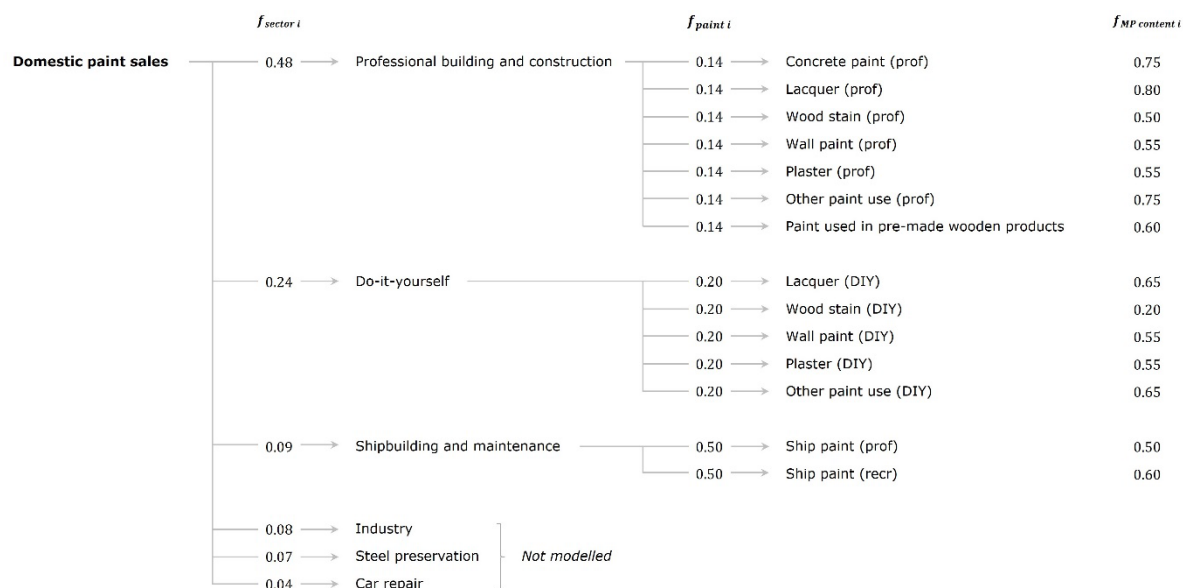 f sector i f paint i f MP content i
Domestic paint sales 0.48 Professional building and construction 0.14 Concrete paint (prof) 0.75
0.14 Lacquer (prof) 0.80
0.14 Wood stain (prof) 0.50
0.14 Wall paint (prof) 0.55
0.14 Plaster (prof) 0.55
0.14 Other paint use (prof) 0.75
0.14 Paint used in pre-made wooden products 0.60
0.24 Do-it-yourself 0.20 Lacquer (DIY) 0.65
0.20 Wood stain (DIY) 0.20
0.20 Wall paint (DIY) 0.55
0.20 Plaster (DIY) 0.55
0.20 Other paint use (DIY) 0.65
0.09 Shipbuilding and maintenance 0.50 Ship paint (prof) 0.50
0.50 Ship paint (recr) 0.60
0.08 Industry
0.07 Steel preservation Not modelled
0.04 Car repair